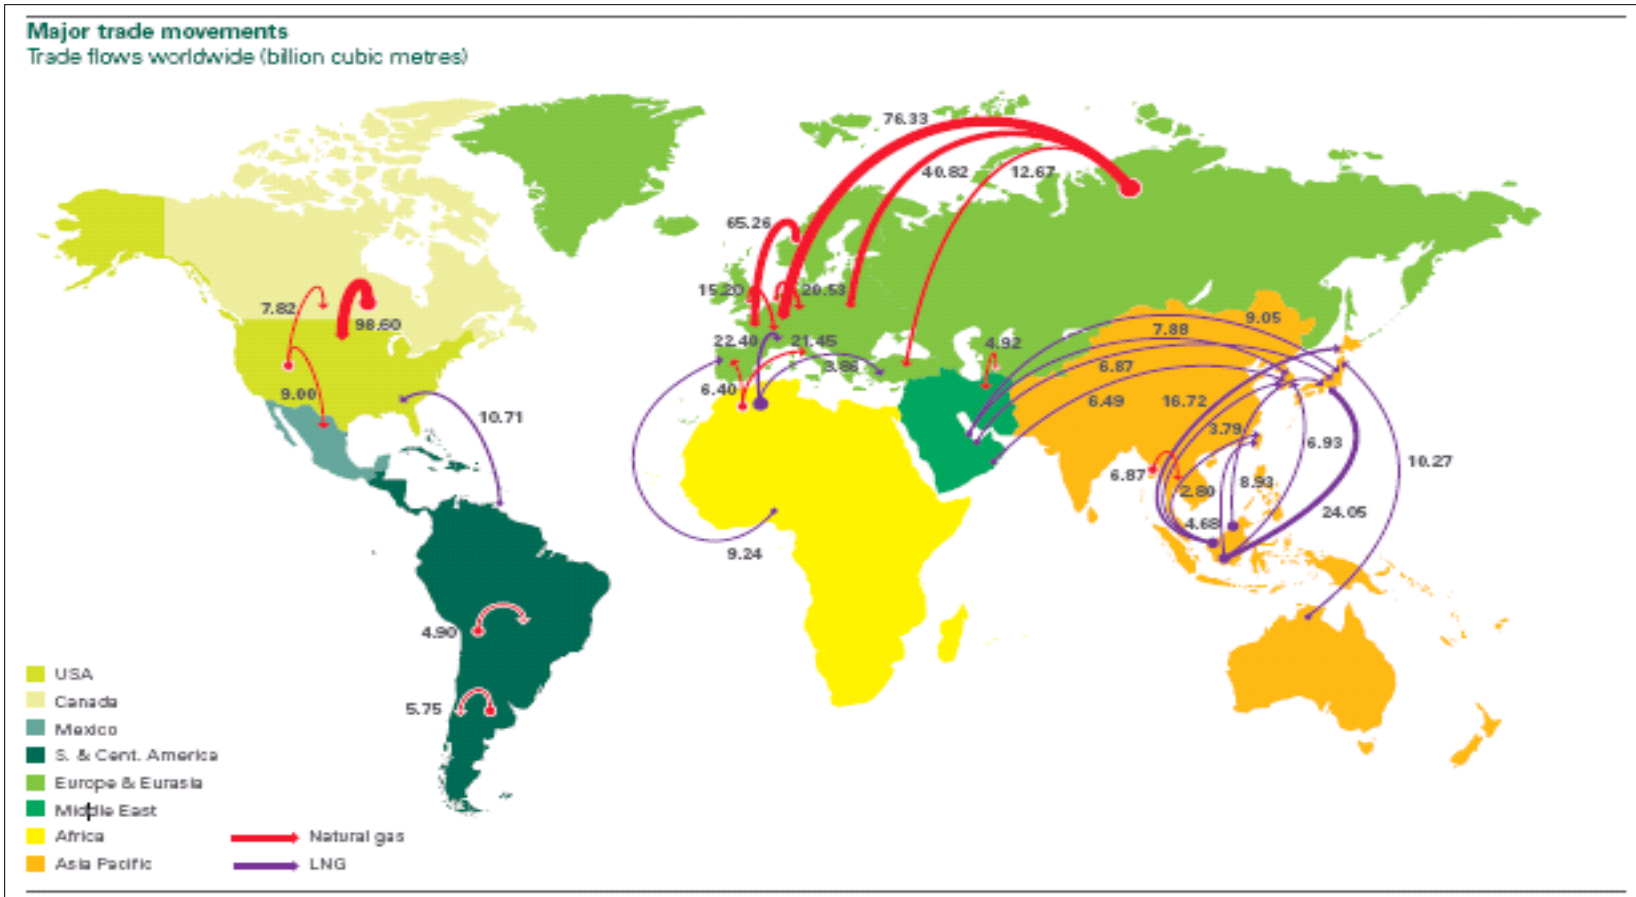 Major trade movements
Trade flows worldwide (billion cubic metres)
76.33
40.82
12.67
65.26
15.20
20.53
7.82
98.60
9.05
7.88
22.40
21.45
4.92
3.86
6.87
6.40
9.00
6.49
16.72
10.71
3.79
6.93
10.27
6.87
8.93
2.80
24.05
4.68
9.24
4.90
5.75
USA
Canada
Mexico
S. & Cent. America
Europe & Eurasia
Middle East
Africa
Natural gas
Asia Pacific
LNG